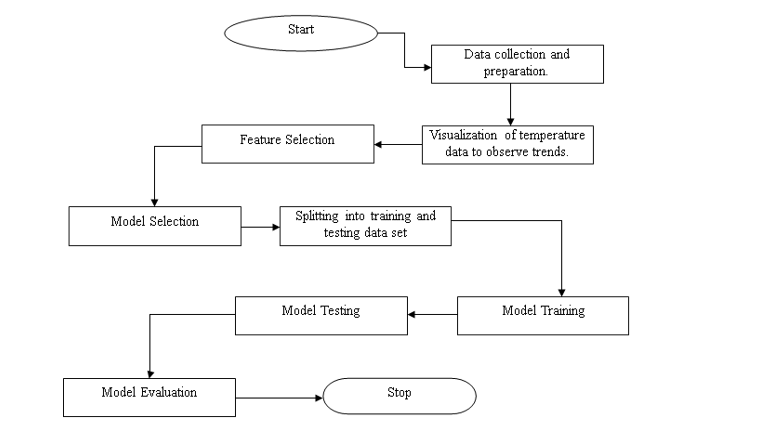 Start
Data collection and
preparation.
Visualization of temperature
data to observe trends.
Feature Selection
Model Selection
Splitting into training and
testing data set
Model Training
Model Testing
Model Evaluation
Stop